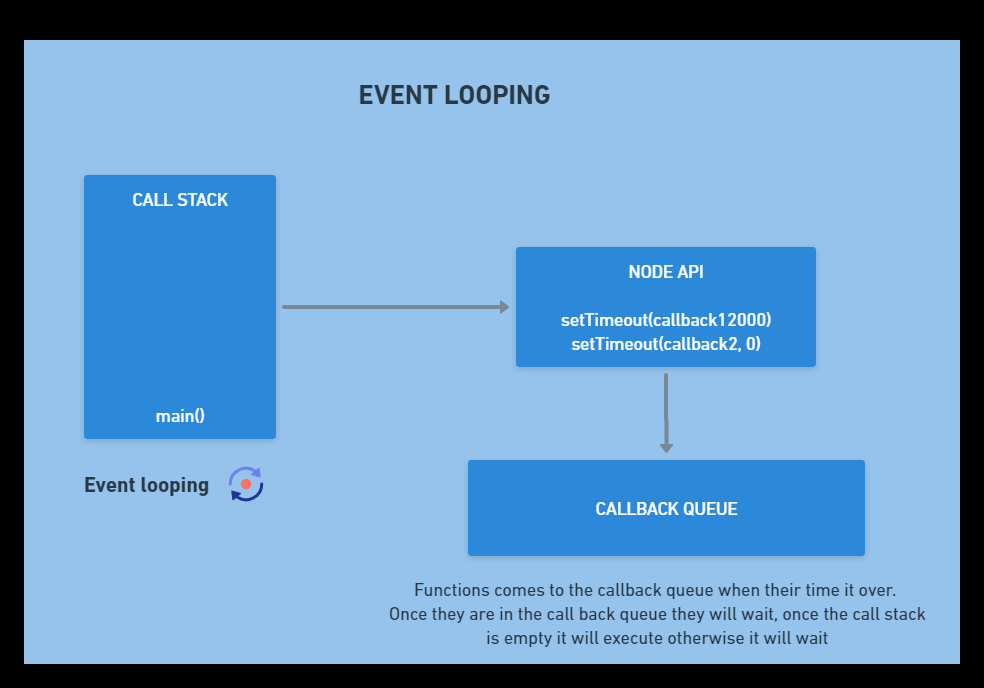 EVENT LOOPING
CALL STACK
main()
Event looping
NODE API
setTimeout(callback12000)
setTimeout(callback2, 0)
CALLBACK QUEUE
Functions comes to the callback queue when their time it over.
Once they are in the call back queue they will wait, once the call stack
is empty it will execute otherwise it will wait